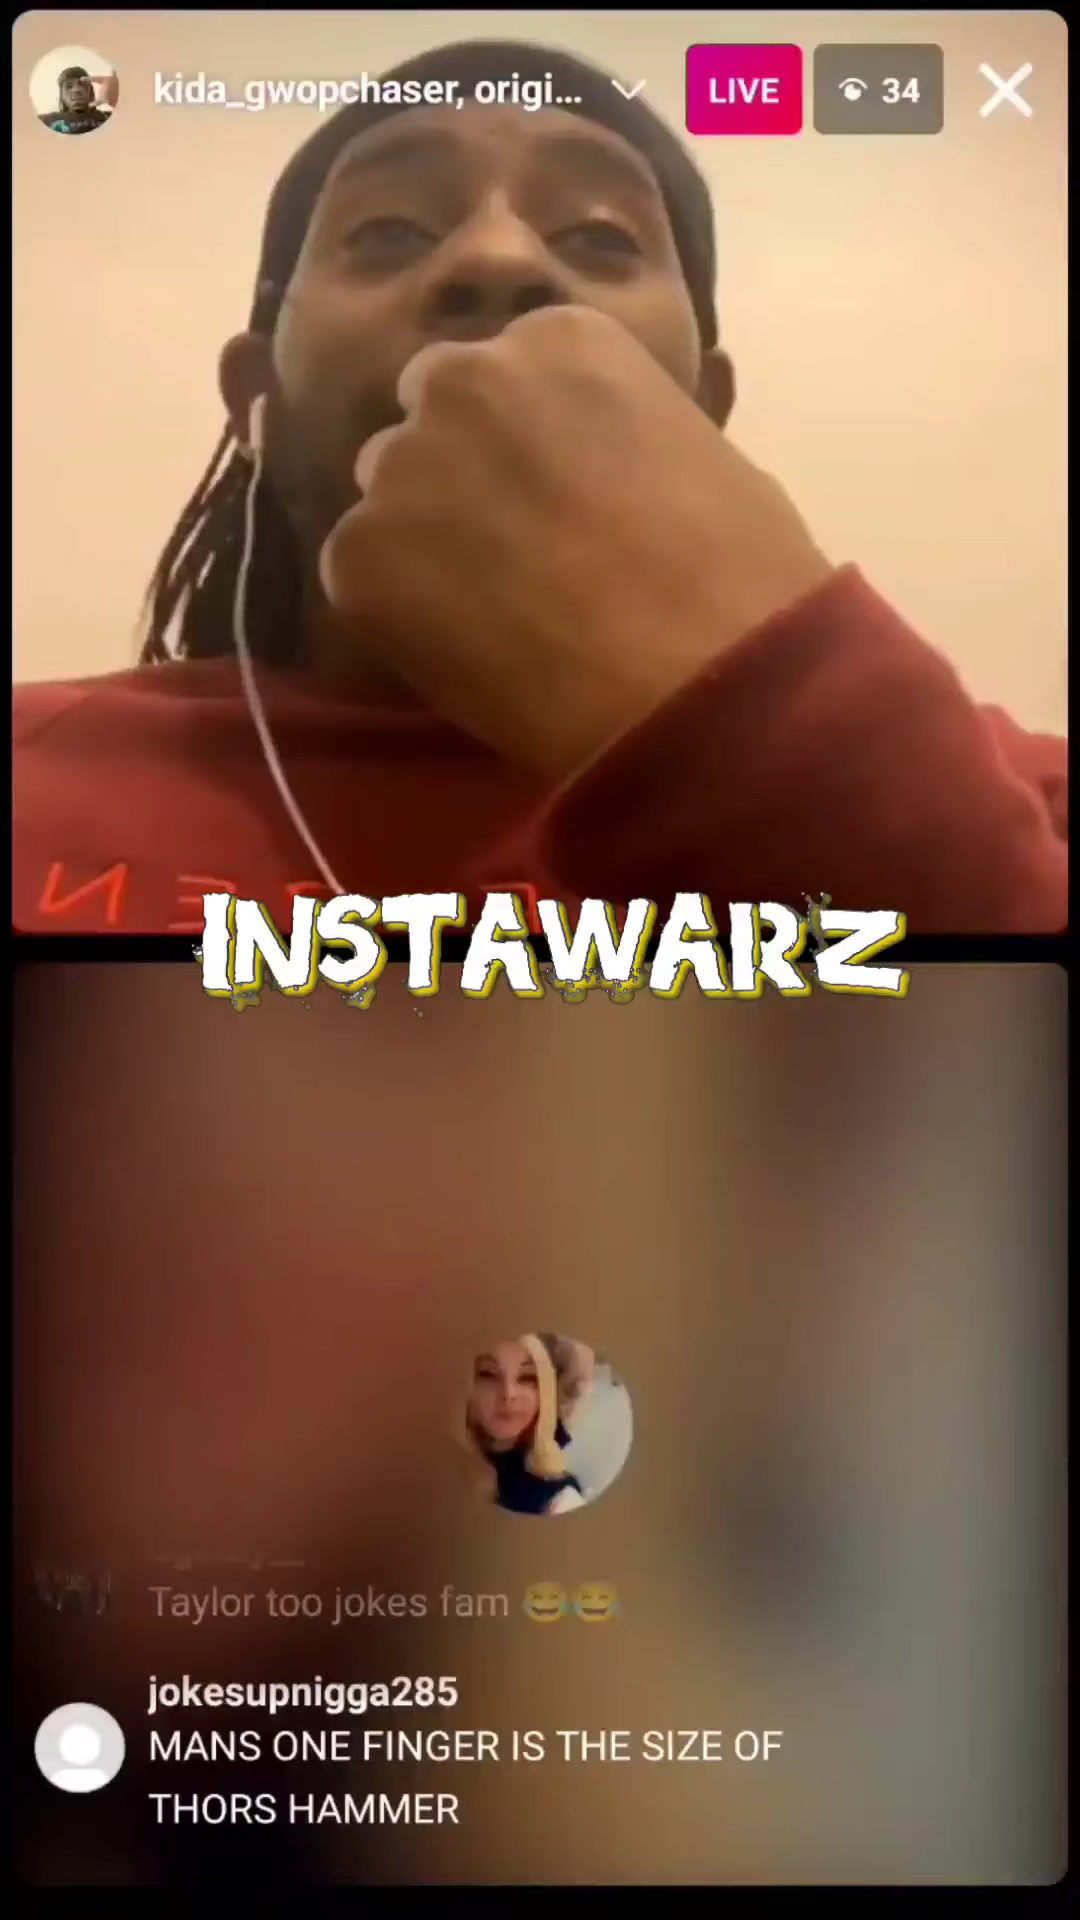 kida_gwopchaser, origi...
LIVE
34
INSTAWARZ
Taylor too jokes fam 😂😂
jokesupnigga285
MANS ONE FINGER IS THE SIZE OF
THORS HAMMER